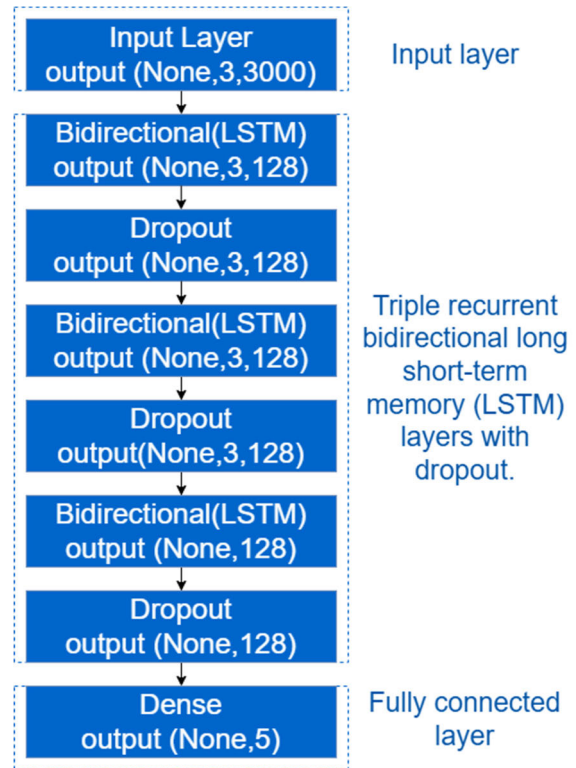 Input Layer
output (None,3,3000)
Input layer
Bidirectional(LSTM)
output (None,3,128)
Dropout
output (None,3,128)
Bidirectional(LSTM)
output (None,3,128)
Dropout
output(None,3,128)
Bidirectional(LSTM)
output (None,128)
Dropout
output (None,128)
Triple recurrent
bidirectional long
short-term
memory (LSTM)
layers with
dropout.
Dense
output (None,5)
Fully connected
layer